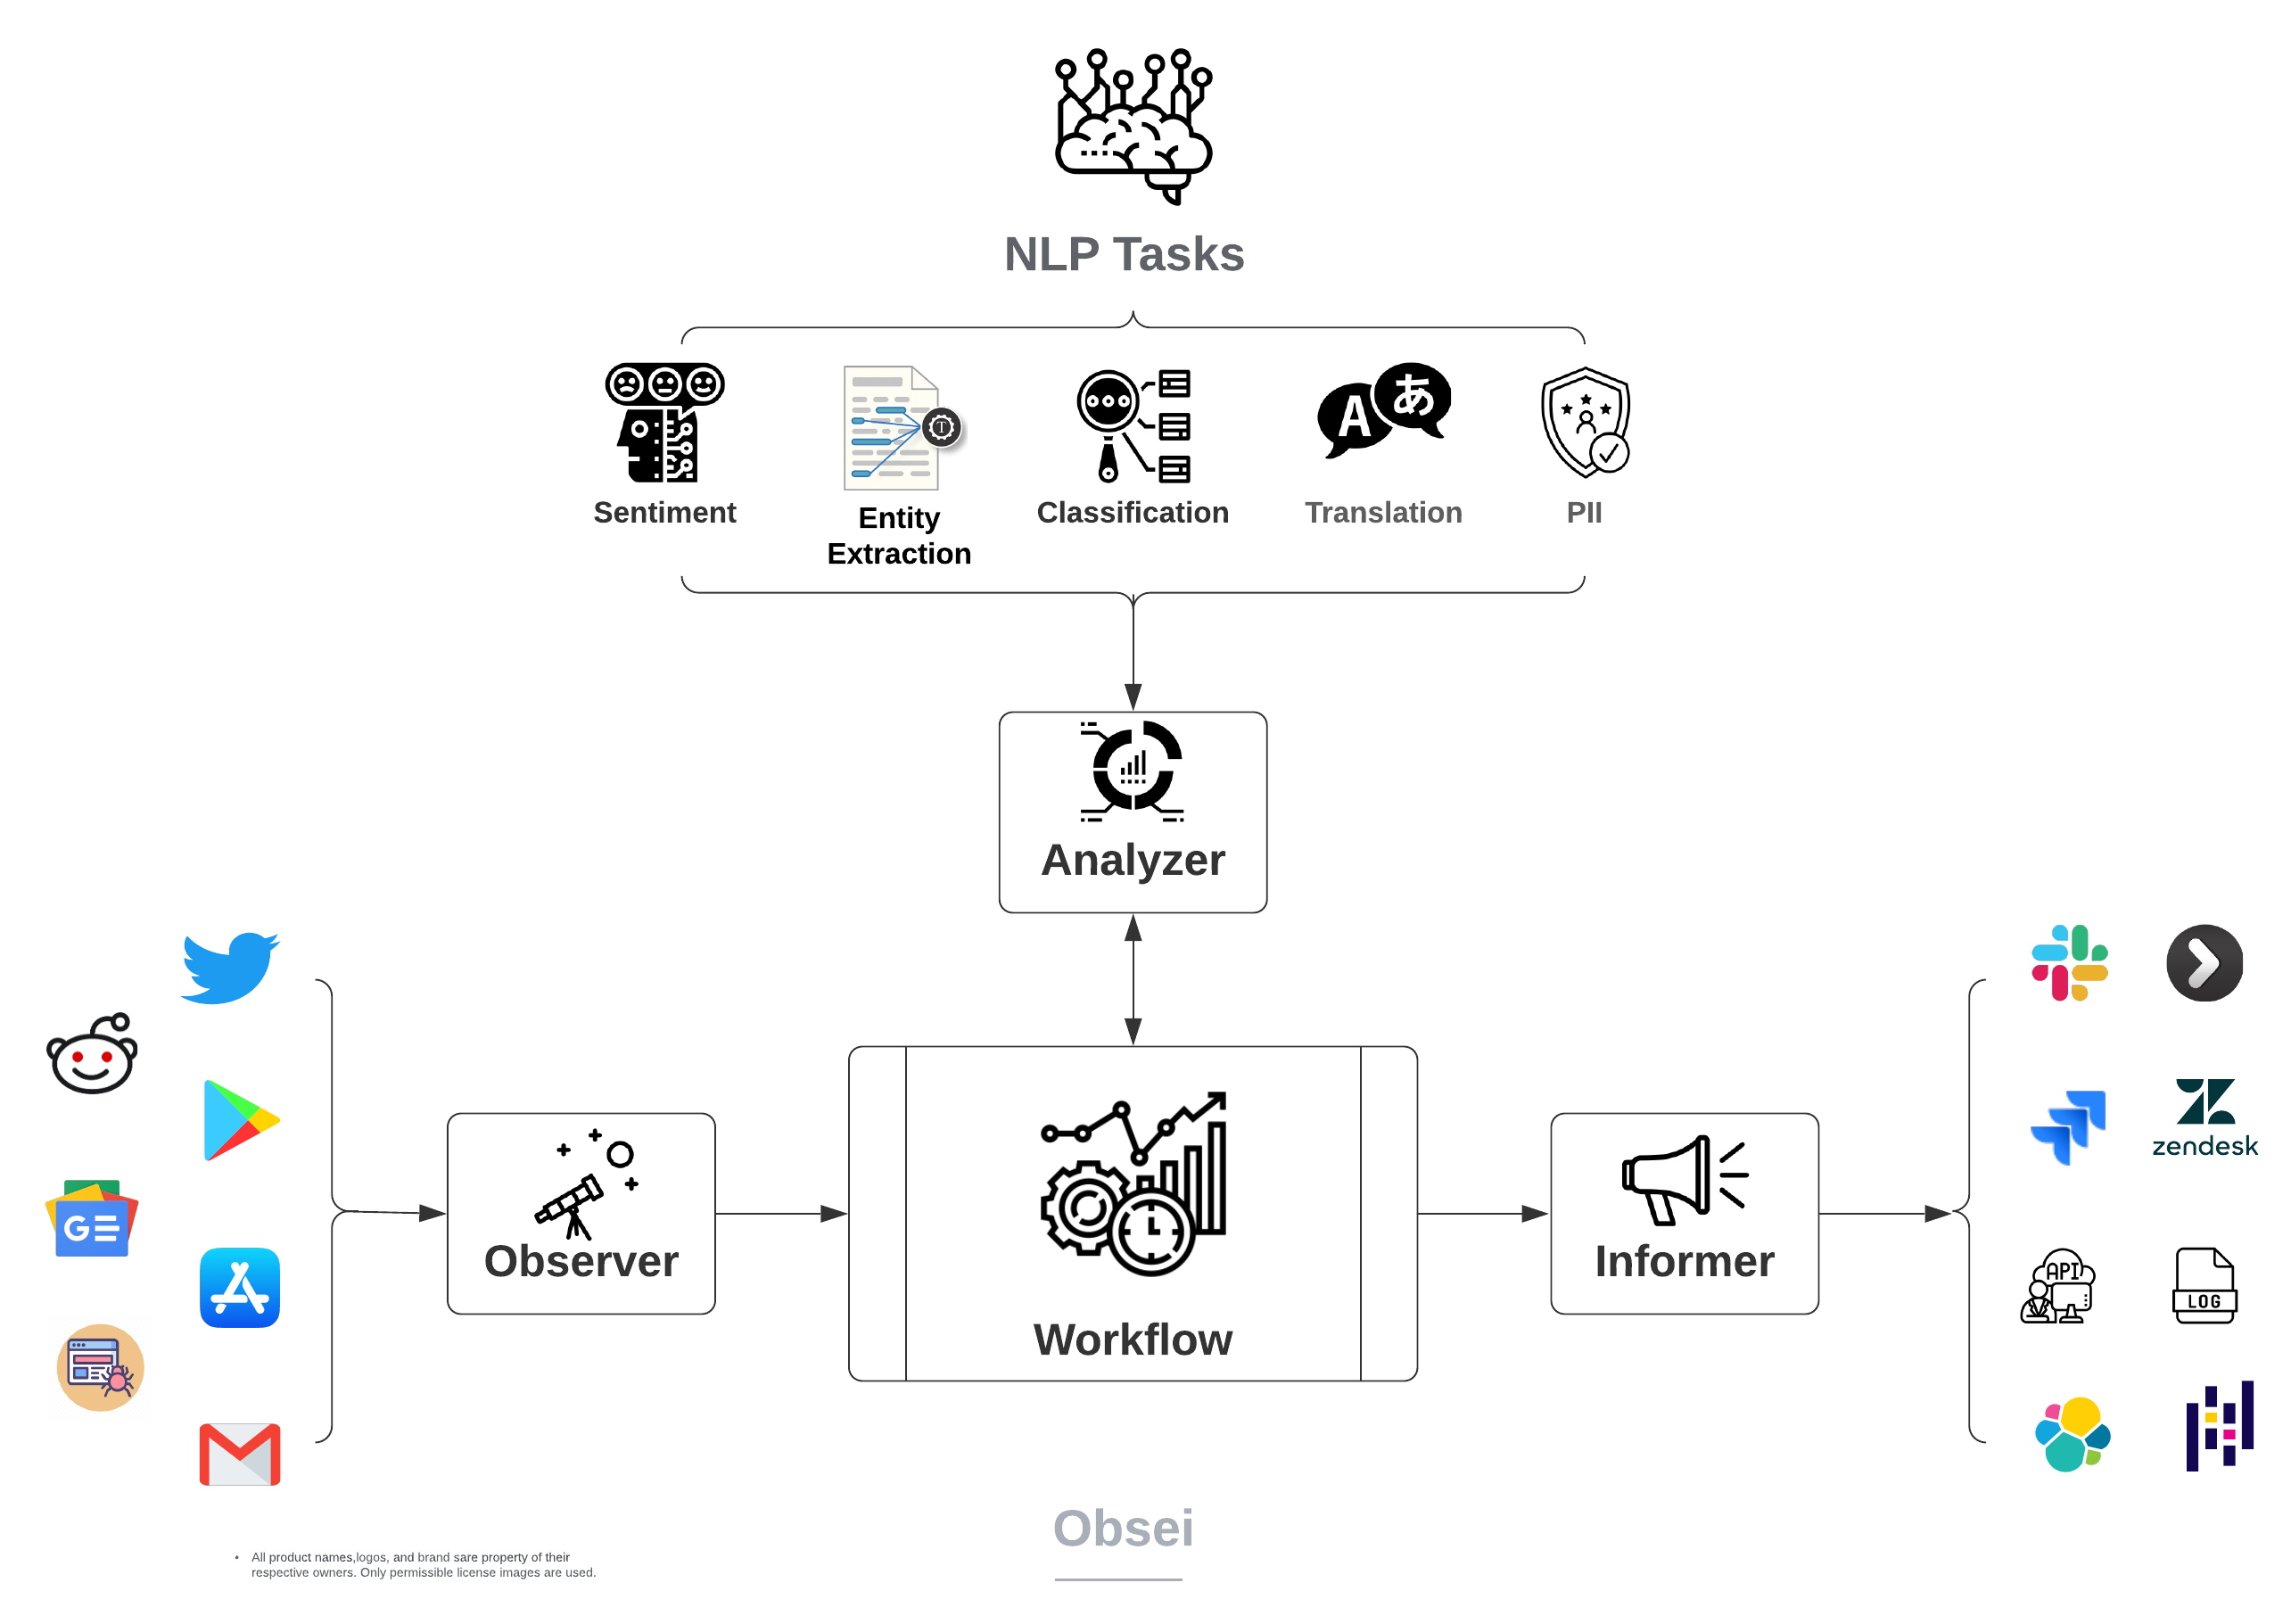 NLP Tasks
Sentiment
Entity
Extraction
Classification
Translation
PII
A
あ
T
Analyzer
Observer
Workflow
Informer
GE
zendesk
API
LOG
Obsei
• All product names,logos, and brand sare property of their
respective owners. Only permissible license images are used.